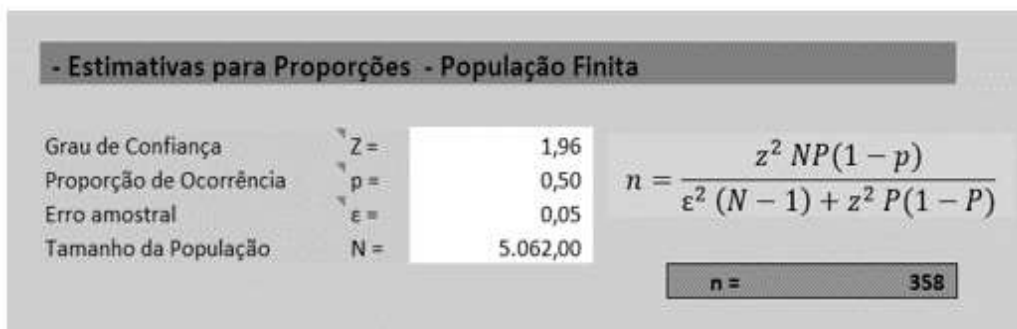 - Estimativas para Proporções - População Finita
Grau de Confiança Z = 1,96
Proporção de Ocorrência p = 0,50
Erro amostral ε = 0,05
Tamanho da População N = 5.062,00
n = z² NP(1 − p) / ε² (N − 1) + z² P(1 − P)
n = 358